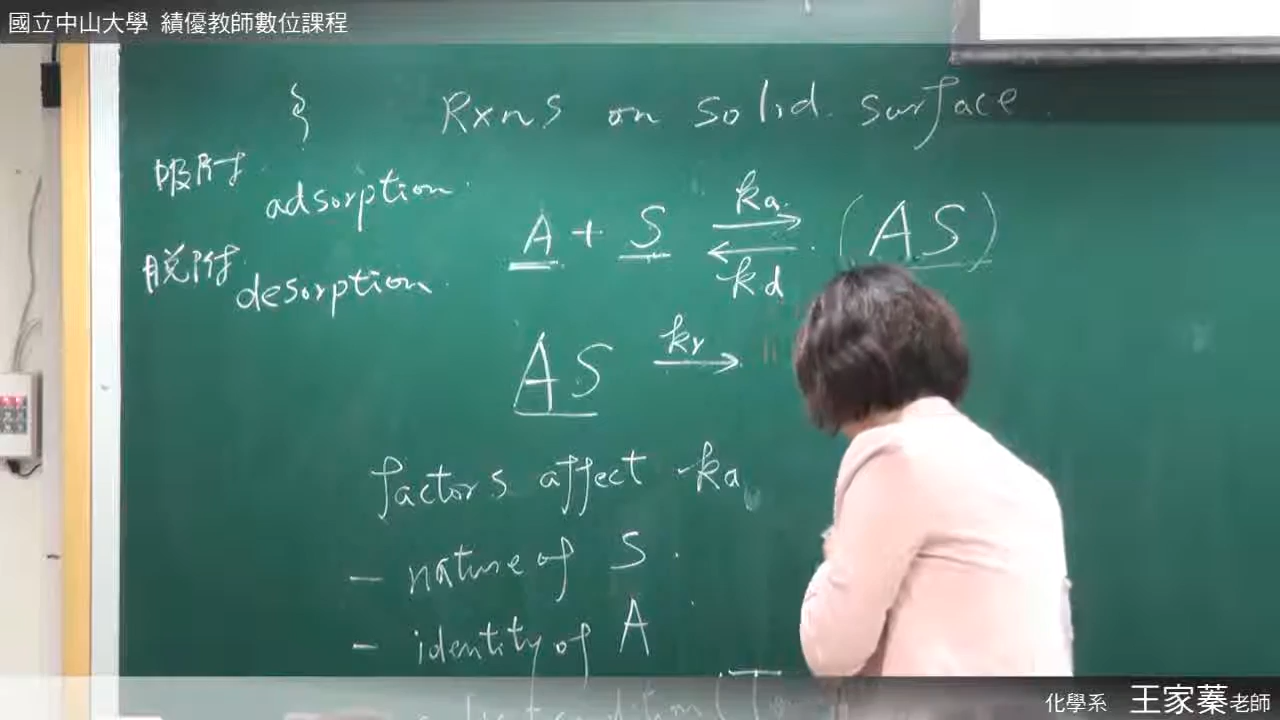 國立中山大學 績優教師數位課程
§ Rxns on solid surface.
吸附 adsorption.
A + S ⇌ (AS)
ka
kd
脫附 desorption.
AS → kr
factors affect ka
- nature of S.
- identity of A
化學系 王家蓁老師